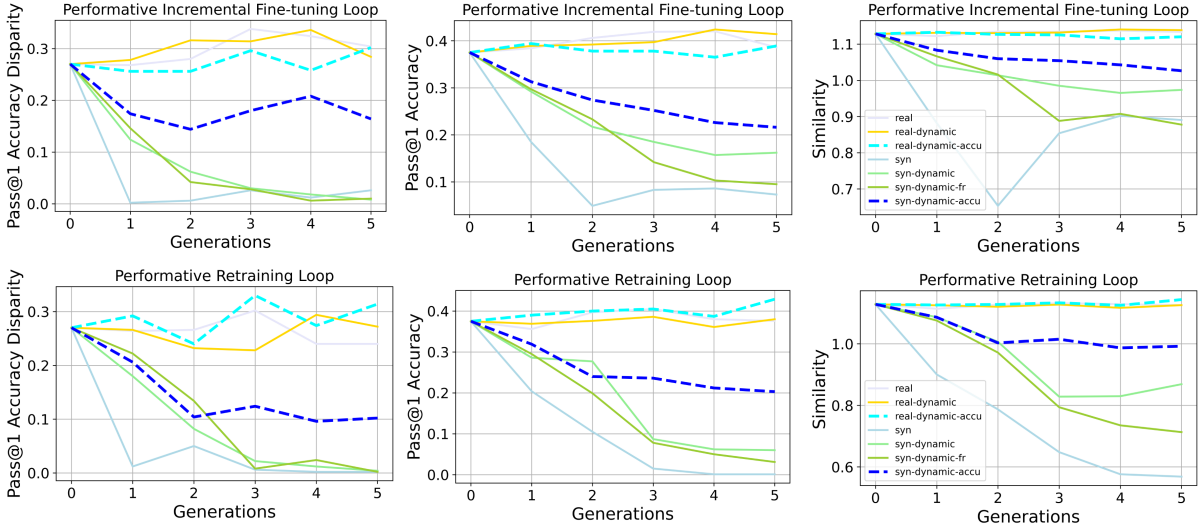 Performative Incremental Fine-tuning Loop
Pass@1 Accuracy Disparity
0.3
0.2
0.1
0.0
0 1 2 3 4 5
Generations
Performative Incremental Fine-tuning Loop
Pass@1 Accuracy
0.4
0.3
0.2
0.1
0 1 2 3 4 5
Generations
Performative Incremental Fine-tuning Loop
Similarity
1.1
1.0
0.9
0.8
0.7
real
real-dynamic
real-dynamic-accu
syn
syn-dynamic
syn-dynamic-fr
syn-dynamic-accu
0 1 2 3 4 5
Generations
Performative Retraining Loop
Pass@1 Accuracy Disparity
0.3
0.2
0.1
0.0
0 1 2 3 4 5
Generations
Performative Retraining Loop
Pass@1 Accuracy
0.4
0.3
0.2
0.1
0.0
0 1 2 3 4 5
Generations
Performative Retraining Loop
Similarity
1.0
0.8
0.6
real
real-dynamic
real-dynamic-accu
syn
syn-dynamic
syn-dynamic-fr
syn-dynamic-accu
0 1 2 3 4 5
Generations